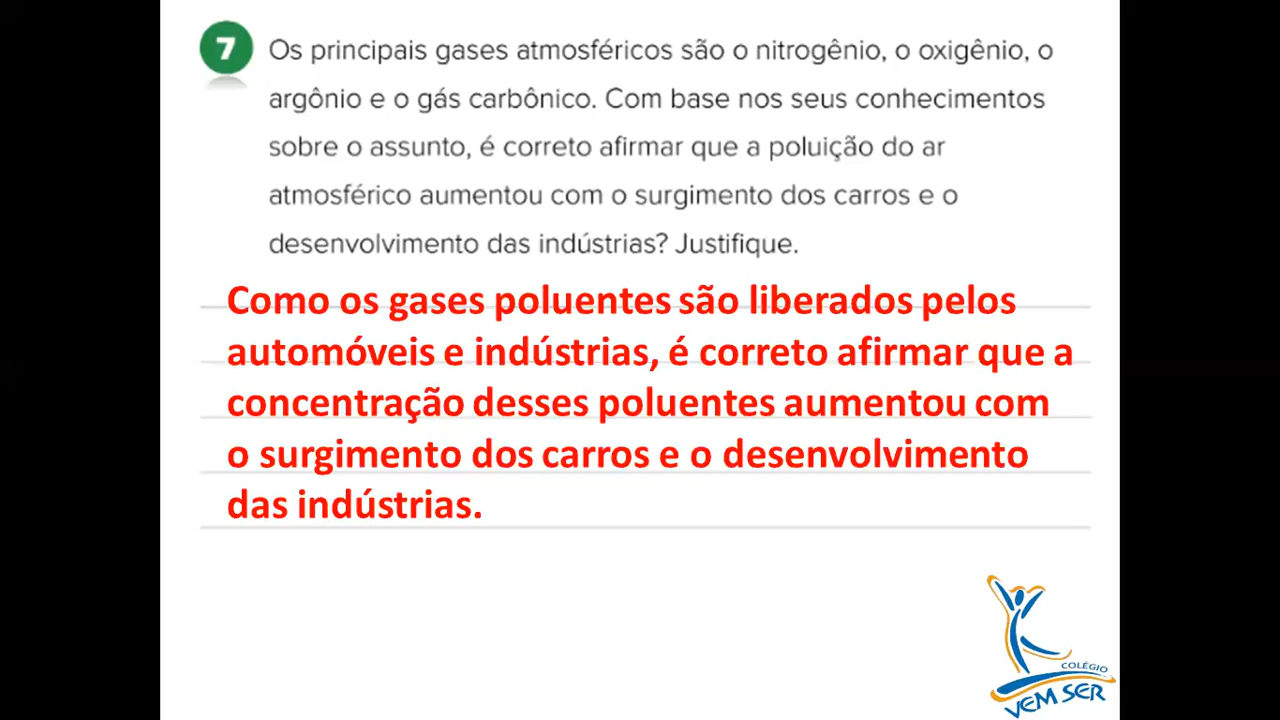 7
Os principais gases atmosféricos são o nitrogênio, o oxigênio, o
argônio e o gás carbônico. Com base nos seus conhecimentos
sobre o assunto, é correto afirmar que a poluição do ar
atmosférico aumentou com o surgimento dos carros e o
desenvolvimento das indústrias? Justifique.
Como os gases poluentes são liberados pelos
automóveis e indústrias, é correto afirmar que a
concentração desses poluentes aumentou com
o surgimento dos carros e o desenvolvimento
das indústrias.
COLÉGIO
VEM SER